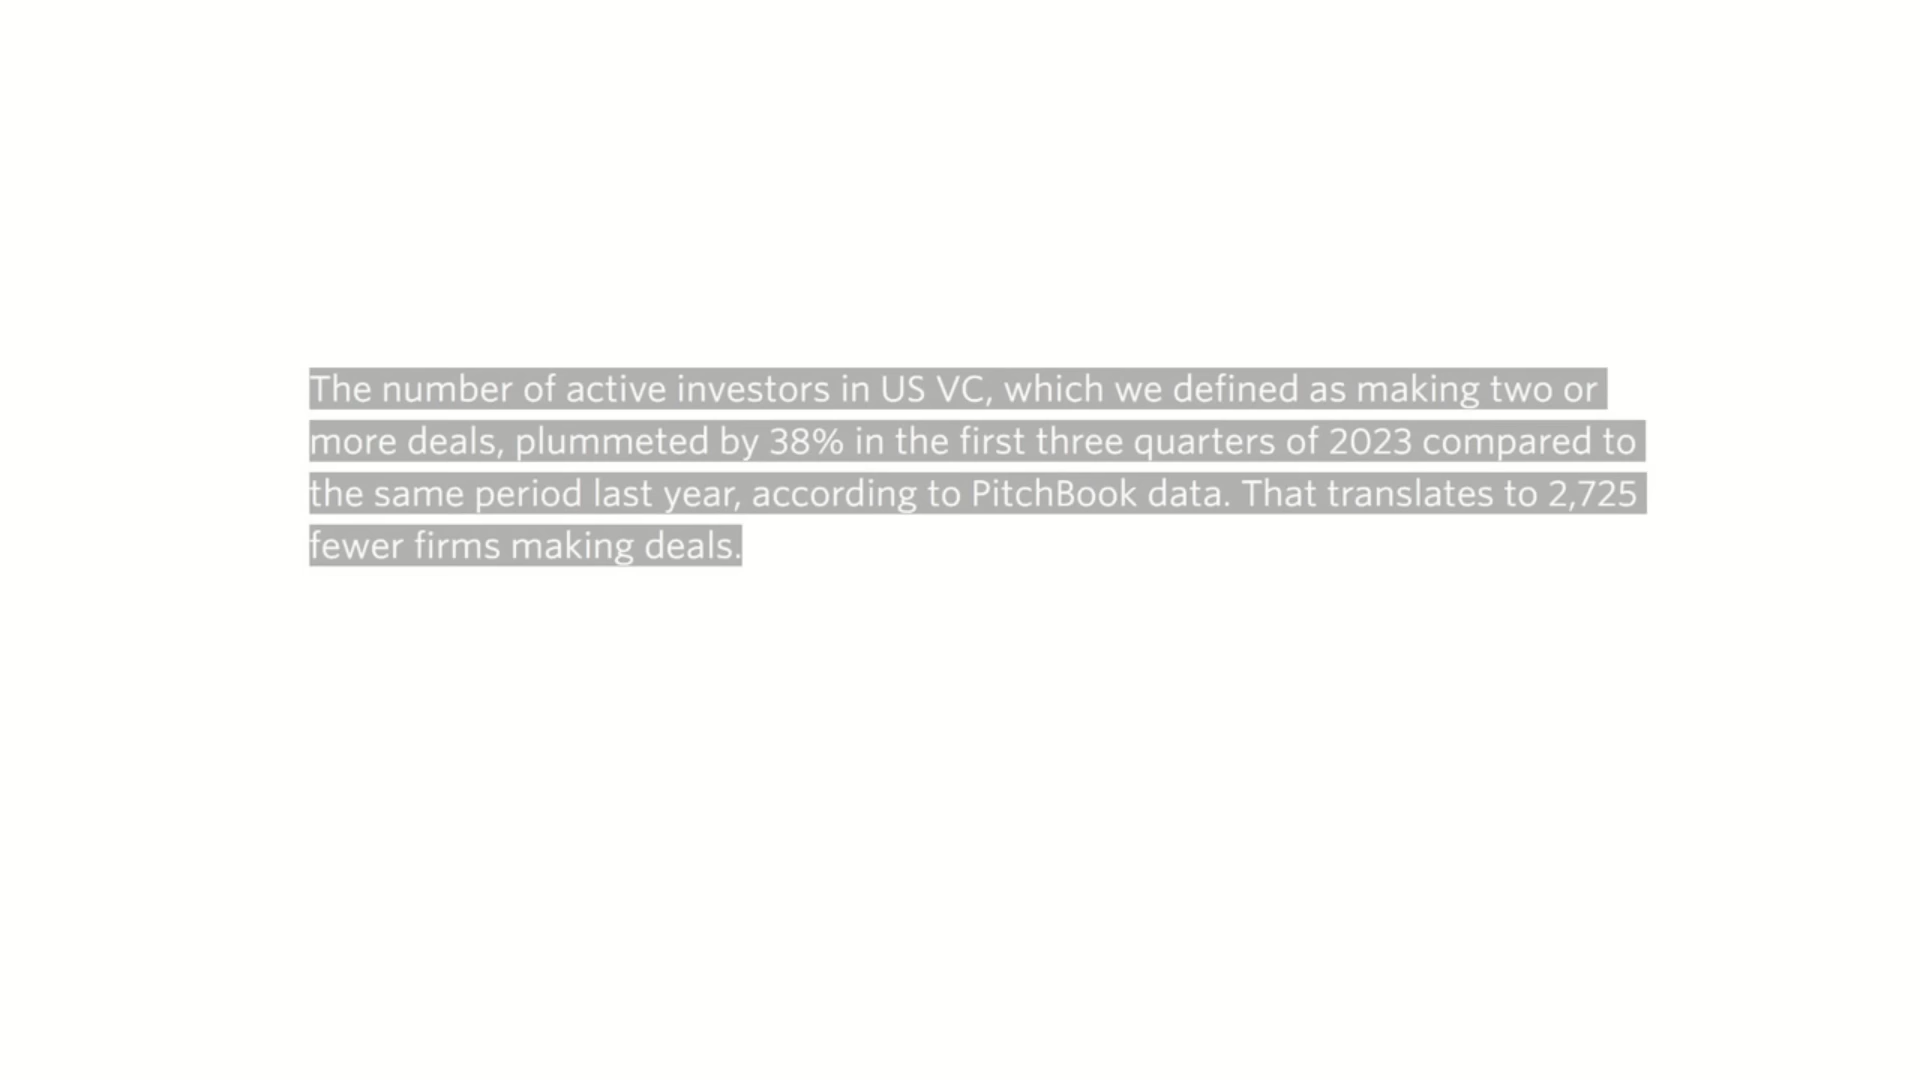 The number of active investors in US VC, which we defined as making two or
more deals, plummeted by 38% in the first three quarters of 2023 compared to
the same period last year, according to PitchBook data. That translates to 2,725
fewer firms making deals.